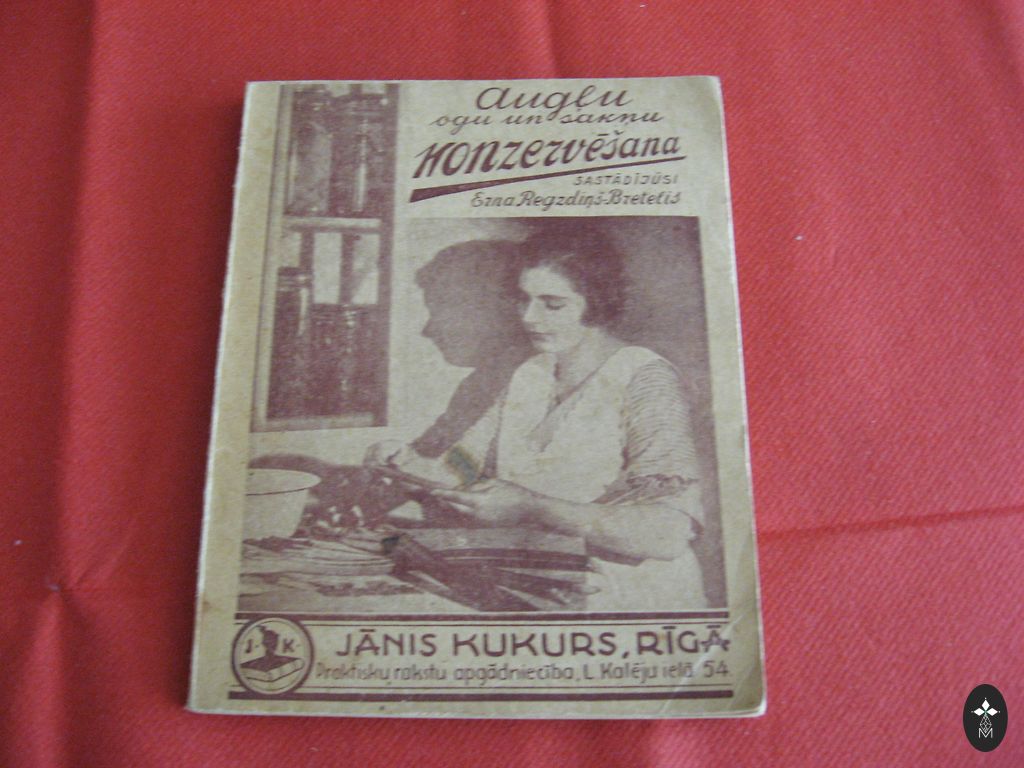 Augļu
ogu un sakņu
Konzervēšana
SASTĀDĪJUSI
Erna Regzdiņš-Bretelis
J. K.
JĀNIS KUKURS, RĪGĀ
Praktisku rakstu apgādniecība, L. Kalēju ielā 54
M